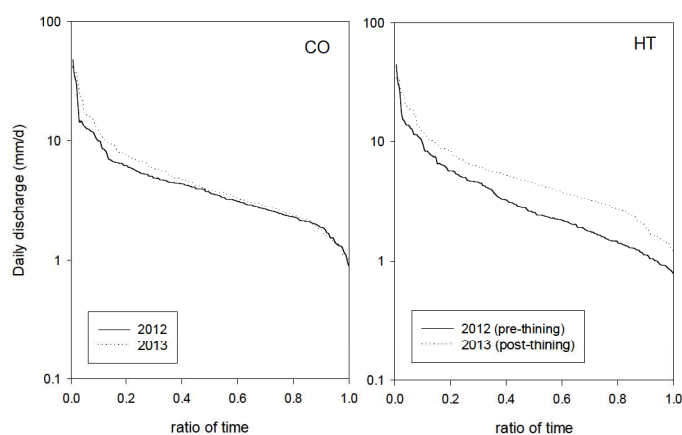 CO
HT
100
10
1
0.1
Daily discharge (mm/d)
2012
2013
0.0 0.2 0.4 0.6 0.8 1.0
ratio of time
100
10
1
0.1
2012 (pre-thining)
2013 (post-thining)
0.0 0.2 0.4 0.6 0.8 1.0
ratio of time